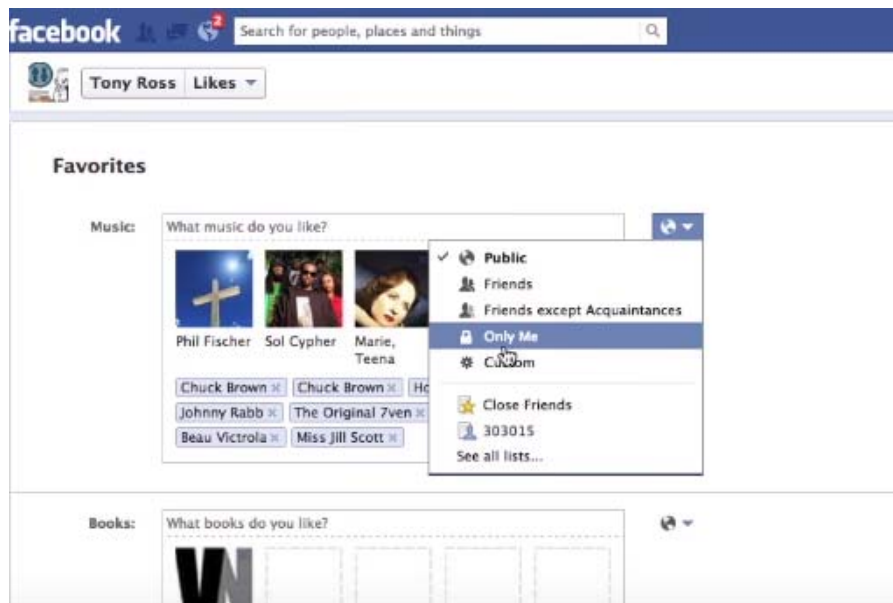 facebook
2
Search for people, places and things
Tony Ross Likes
Favorites
Music:
What music do you like?
Public
Friends
Friends except Acquaintances
Only Me
Custom
Close Friends
303015
See all lists...
Phil Fischer
Sol Cypher
Marie,
Teena
Chuck Brown × Chuck Brown × Ho
Johnny Rabb × The Original 7ven ×
Beau Victrola × Miss Jill Scott ×
Books:
What books do you like?